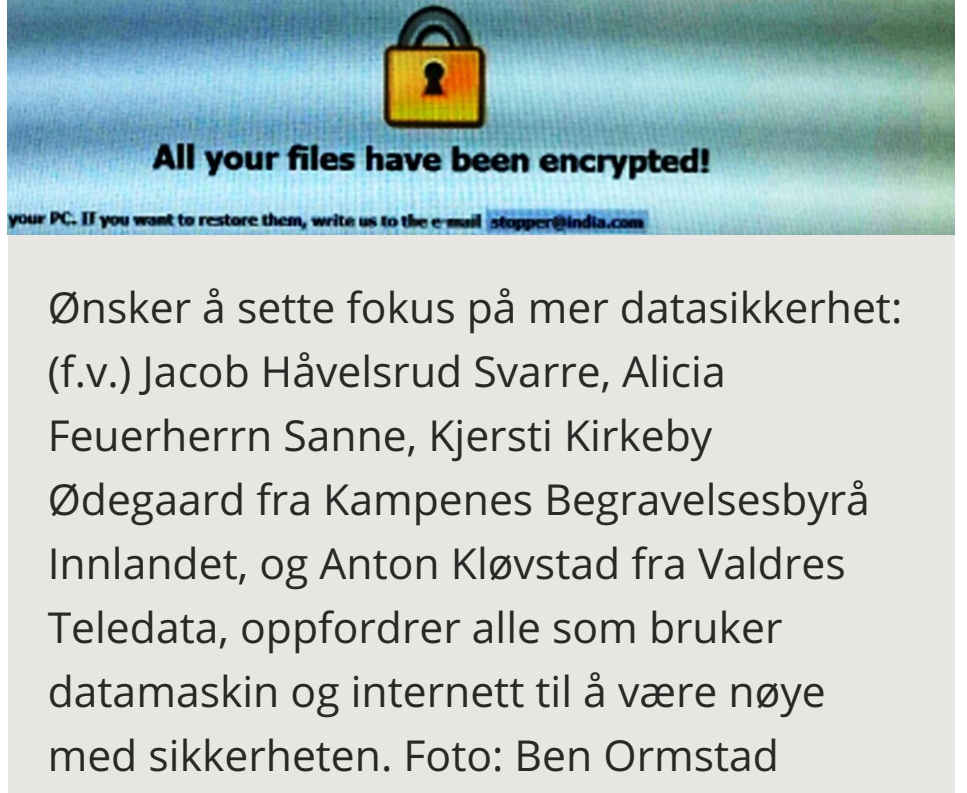 All your files have been encrypted!
your PC. If you want to restore them, write us to the e-mail stopper@india.com
Ønsker å sette fokus på mer datasikkerhet:
(f.v.) Jacob Håvelsrud Svarre, Alicia
Feuerherrn Sanne, Kjersti Kirkeby
Ødegaard fra Kampenes Begravelsesbyrå
Innlandet, og Anton Kløvstad fra Valdres
Teledata, oppfordrer alle som bruker
datamaskin og internett til å være nøye
med sikkerheten. Foto: Ben Ormstad